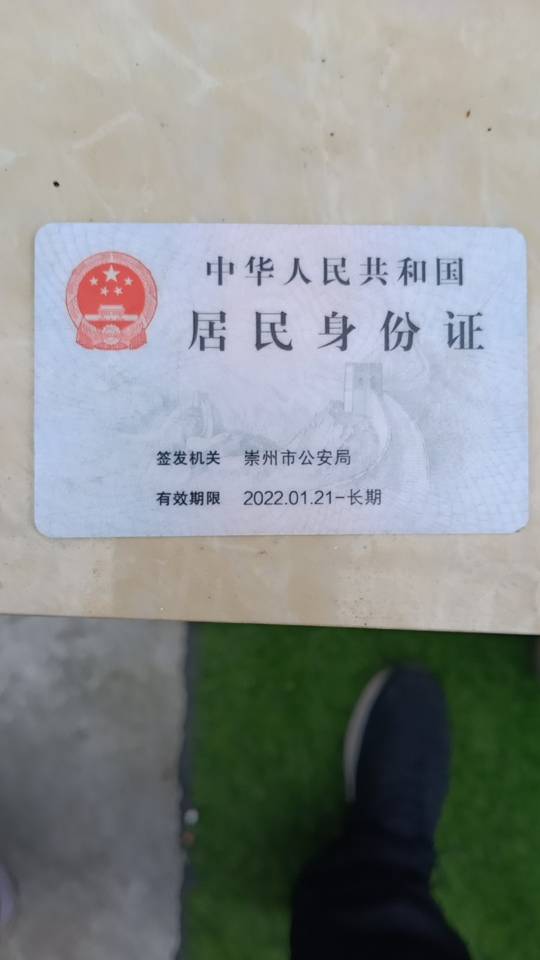 中华人民共和国
居民身份证
签发机关 崇州市公安局
有效期限 2022.01.21-长期